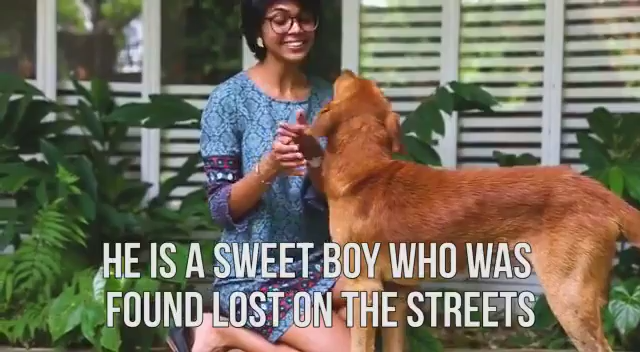 HE IS A SWEET BOY WHO WAS
FOUND LOST ON THE STREETS